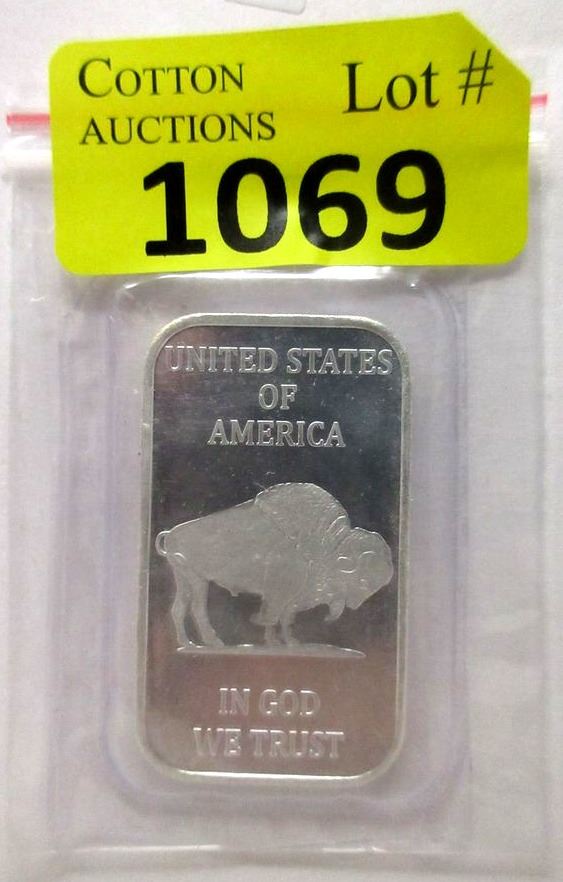 COTTON
AUCTIONS
Lot #
1069
UNITED STATES
OF
AMERICA
IN GOD
WE TRUST